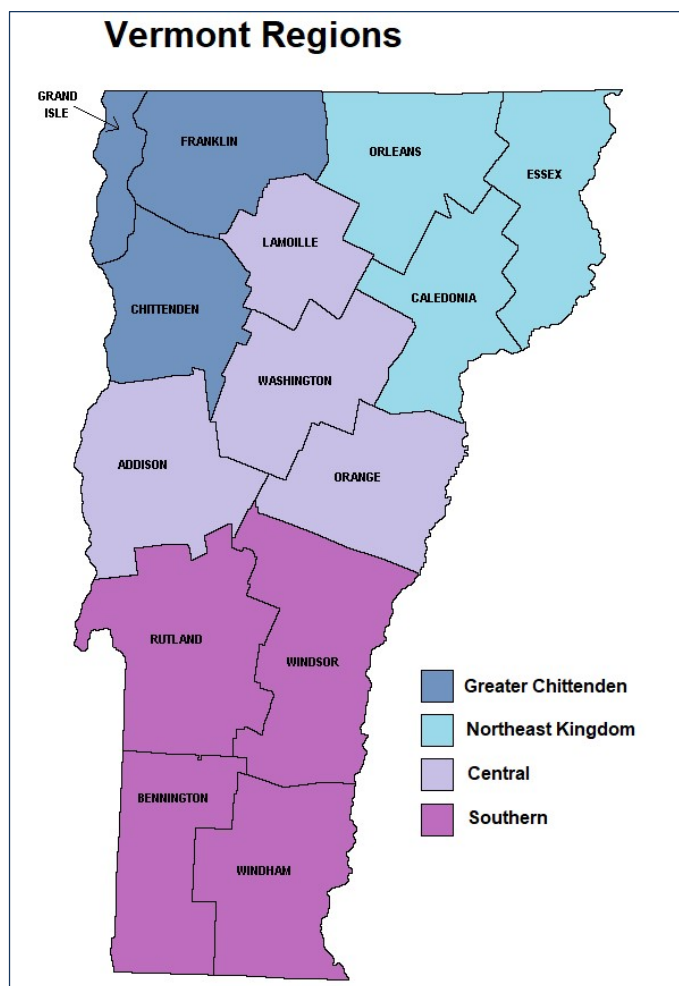 Vermont Regions
GRAND
ISLE
FRANKLIN
ORLEANS
ESSEX
LAMOILLE
CHITTENDEN
CALEDONIA
WASHINGTON
ADDISON
ORANGE
RUTLAND
WINDSOR
Greater Chittenden
Northeast Kingdom
Central
Southern
BENNINGTON
WINDHAM